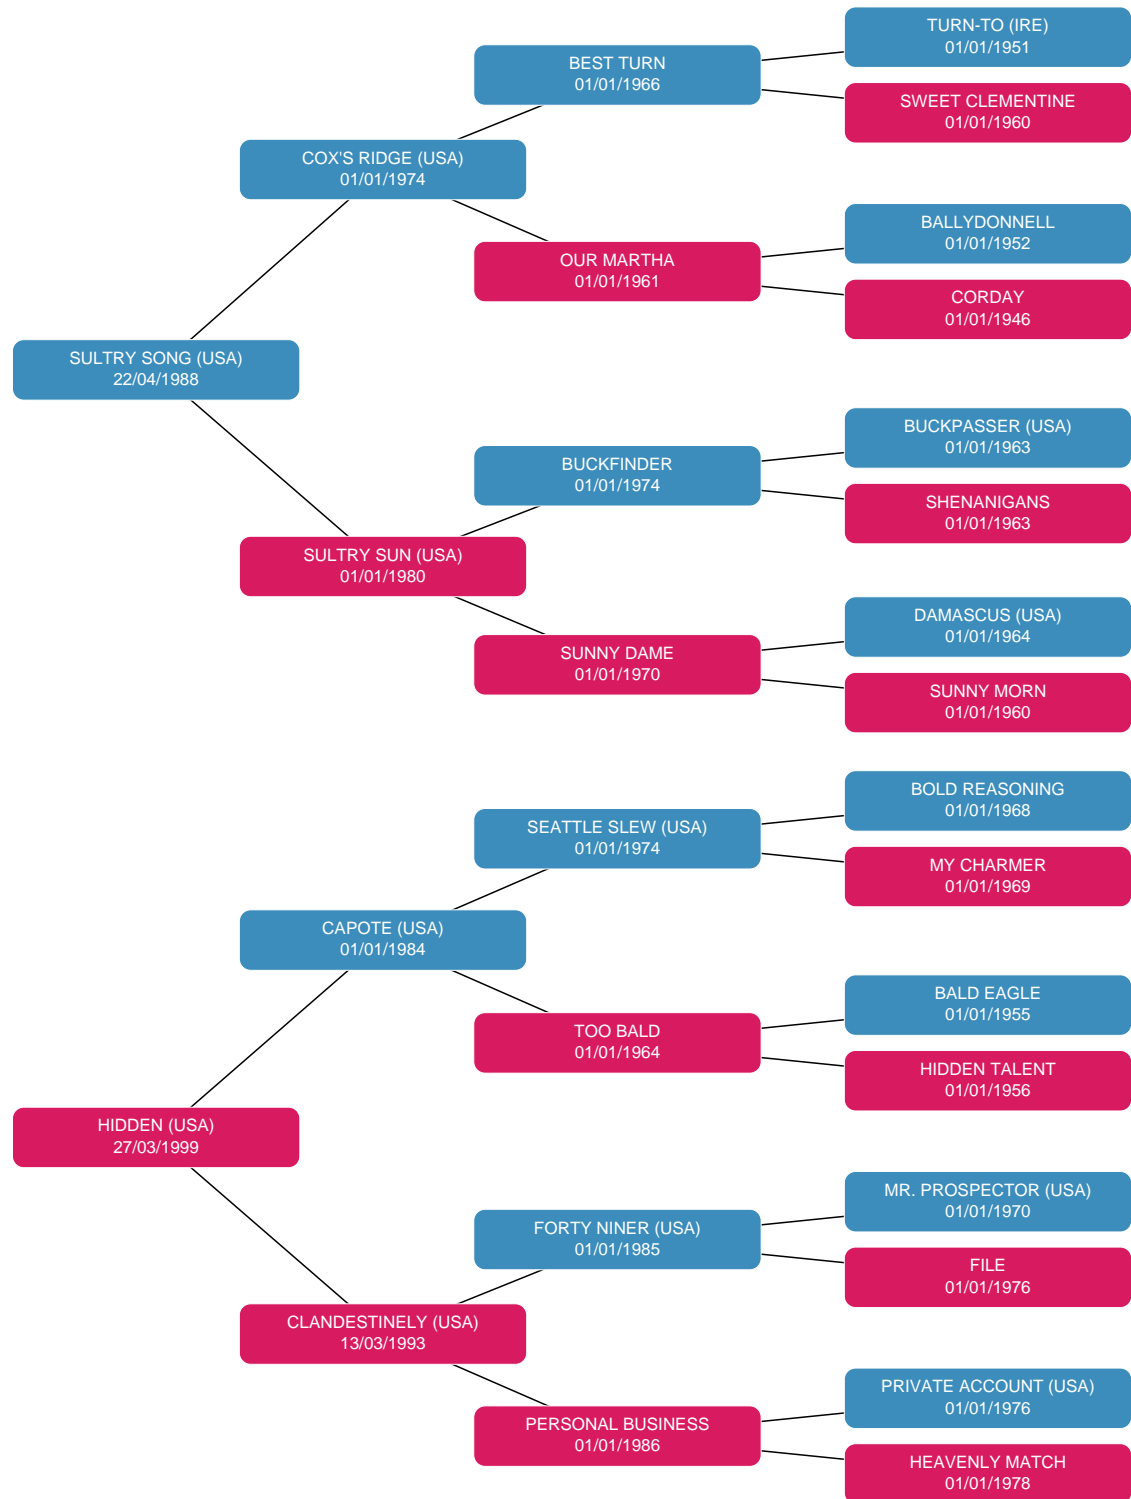 TURN-TO (IRE)
01/01/1951
BEST TURN
01/01/1966
SWEET CLEMENTINE
01/01/1960
COX'S RIDGE (USA)
01/01/1974
BALLYDONNELL
01/01/1952
OUR MARTHA
01/01/1961
CORDAY
01/01/1946
SULTRY SONG (USA)
22/04/1988
BUCKPASSER (USA)
01/01/1963
BUCKFINDER
01/01/1974
SHENANIGANS
01/01/1963
SULTRY SUN (USA)
01/01/1980
DAMASCUS (USA)
01/01/1964
SUNNY DAME
01/01/1970
SUNNY MORN
01/01/1960
BOLD REASONING
01/01/1968
SEATTLE SLEW (USA)
01/01/1974
MY CHARMER
01/01/1969
CAPOTE (USA)
01/01/1984
BALD EAGLE
01/01/1955
TOO BALD
01/01/1964
HIDDEN TALENT
01/01/1956
HIDDEN (USA)
27/03/1999
MR. PROSPECTOR (USA)
01/01/1970
FORTY NINER (USA)
01/01/1985
FILE
01/01/1976
CLANDESTINELY (USA)
13/03/1993
PRIVATE ACCOUNT (USA)
01/01/1976
PERSONAL BUSINESS
01/01/1986
HEAVENLY MATCH
01/01/1978